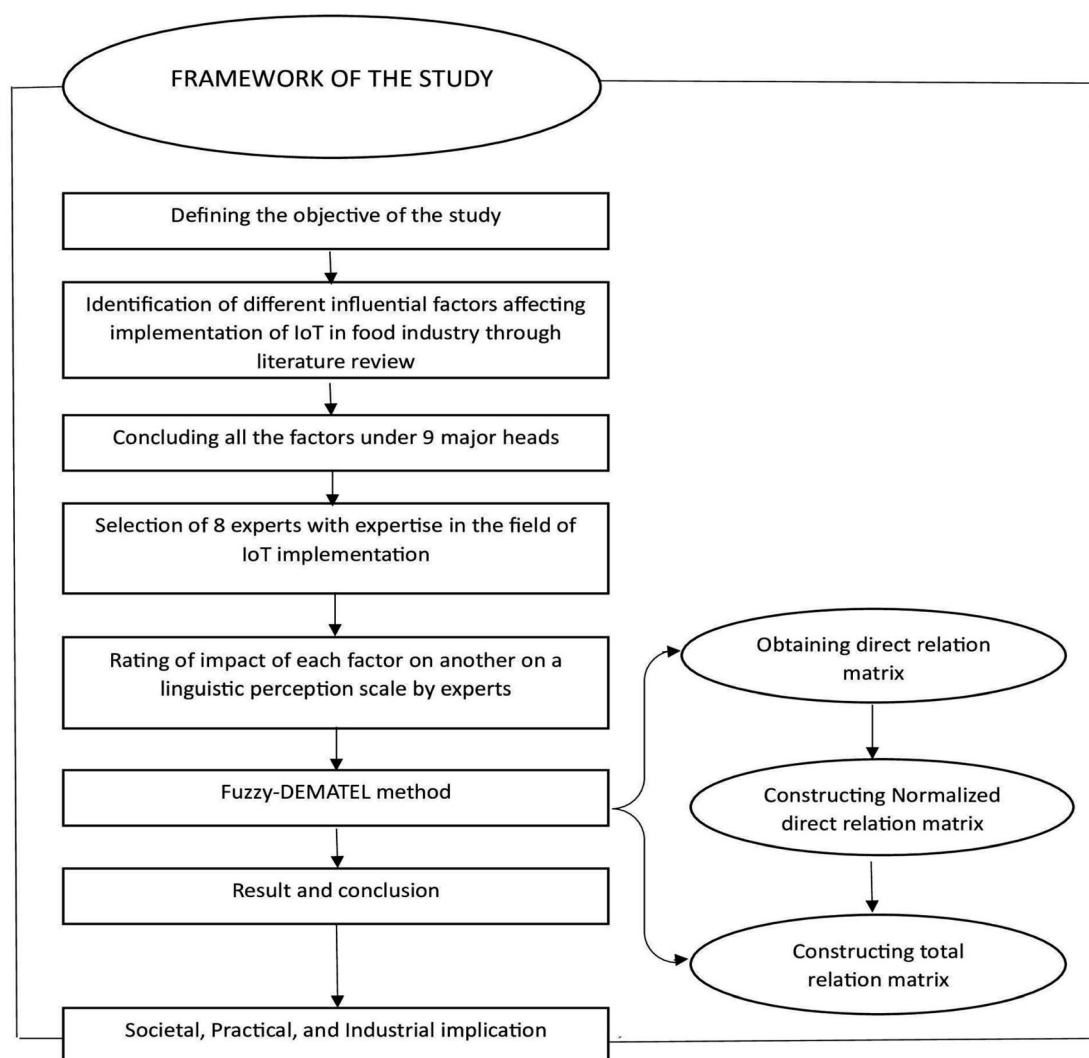 FRAMEWORK OF THE STUDY
Defining the objective of the study
Identification of different influential factors affecting
implementation of IoT in food industry through
literature review
Concluding all the factors under 9 major heads
Selection of 8 experts with expertise in the field of
IoT implementation
Rating of impact of each factor on another on a
linguistic perception scale by experts
Fuzzy-DEMATEL method
Result and conclusion
Societal, Practical, and Industrial implication
Obtaining direct relation
matrix
Constructing Normalized
direct relation matrix
Constructing total
relation matrix